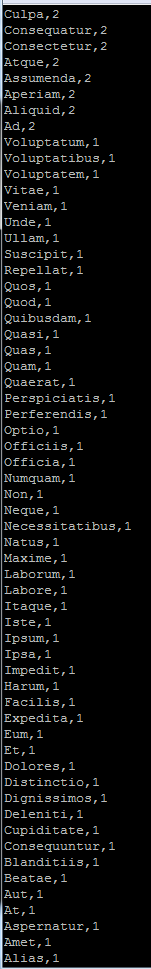 Culpa,2
Consequatur,2
Consectetur,2
Atque,2
Assumenda,2
Aperiam,2
Aliquid,2
Ad,2
Voluptatum,1
Voluptatibus,1
Voluptatem,1
Vitae,1
Veniam,1
Unde,1
Ullam,1
Suscipit,1
Repellat,1
Quos,1
Quod,1
Quibusdam,1
Quasi,1
Quas,1
Quam,1
Quaerat,1
Perspiciatis,1
Perferendis,1
Optio,1
Officiis,1
Officia,1
Numquam,1
Non,1
Neque,1
Necessitatibus,1
Natus,1
Maxime,1
Laborum,1
Labore,1
Itaque,1
Iste,1
Ipsum,1
Ipsa,1
Impedit,1
Harum,1
Facilis,1
Expedita,1
Eum,1
Et,1
Dolores,1
Distinctio,1
Dignissimos,1
Deleniti,1
Cupiditate,1
Consequuntur,1
Blanditiis,1
Beatae,1
Aut,1
At,1
Aspernatur,1
Amet,1
Alias,1